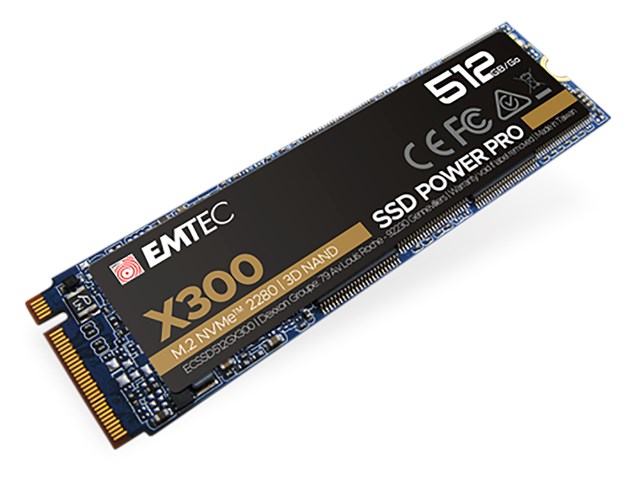 512
GB/Go
CE FC
EMTEC
SSD POWER PRO
X300
M.2 NVMe™ 2280 | 3D NAND
ECSSD512GX300 | Dexxon Groupe: 79 Av Louis Roche - 92230 Gennevilliers | Warranty void if label removed | Made in Taiwan